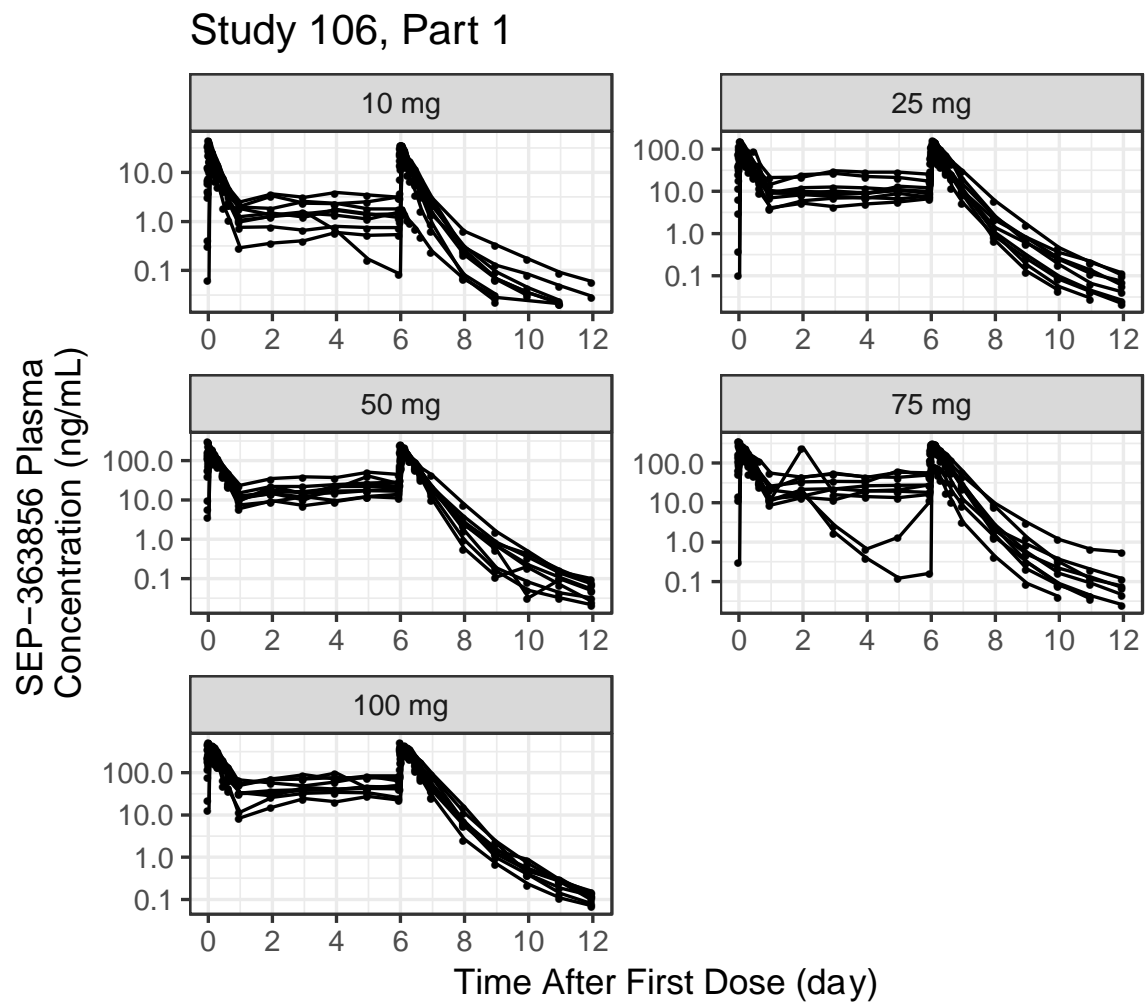 Study 106, Part 1
10 mg
10.0
1.0
0.1
0 2 4 6 8 10 12
25 mg
100.0
10.0
1.0
0.1
0 2 4 6 8 10 12
50 mg
100.0
10.0
1.0
0.1
0 2 4 6 8 10 12
75 mg
100.0
10.0
1.0
0.1
0 2 4 6 8 10 12
100 mg
100.0
10.0
1.0
0.1
0 2 4 6 8 10 12
SEP−363856 Plasma
Concentration (ng/mL)
Time After First Dose (day)